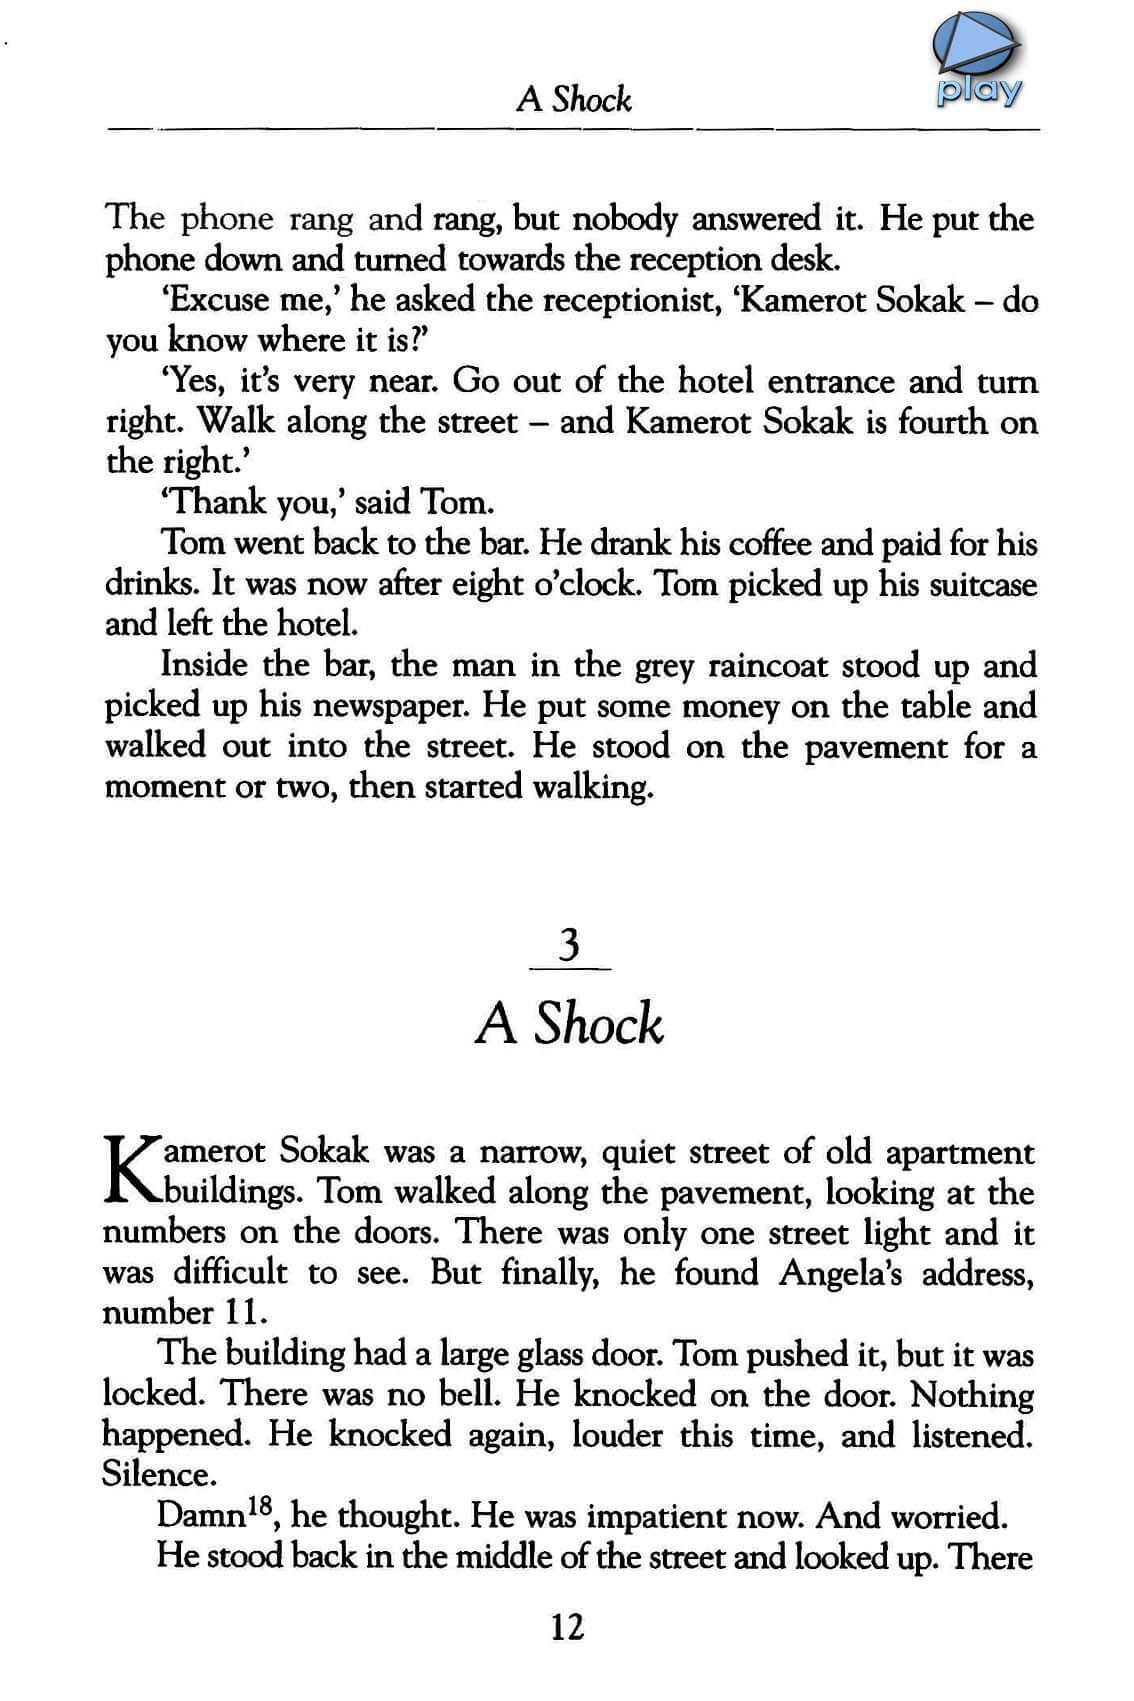 play
A Shock
The phone rang and rang, but nobody answered it. He put the
phone down and turned towards the reception desk.
‘Excuse me,’ he asked the receptionist, ‘Kamerot Sokak – do
you know where it is?’
‘Yes, it’s very near. Go out of the hotel entrance and turn
right. Walk along the street – and Kamerot Sokak is fourth on
the right.’
‘Thank you,’ said Tom.
Tom went back to the bar. He drank his coffee and paid for his
drinks. It was now after eight o’clock. Tom picked up his suitcase
and left the hotel.
Inside the bar, the man in the grey raincoat stood up and
picked up his newspaper. He put some money on the table and
walked out into the street. He stood on the pavement for a
moment or two, then started walking.
3
A Shock
Kamerot Sokak was a narrow, quiet street of old apartment
buildings. Tom walked along the pavement, looking at the
numbers on the doors. There was only one street light and it
was difficult to see. But finally, he found Angela’s address,
number 11.
The building had a large glass door. Tom pushed it, but it was
locked. There was no bell. He knocked on the door. Nothing
happened. He knocked again, louder this time, and listened.
Silence.
Damn18, he thought. He was impatient now. And worried.
He stood back in the middle of the street and looked up. There
12